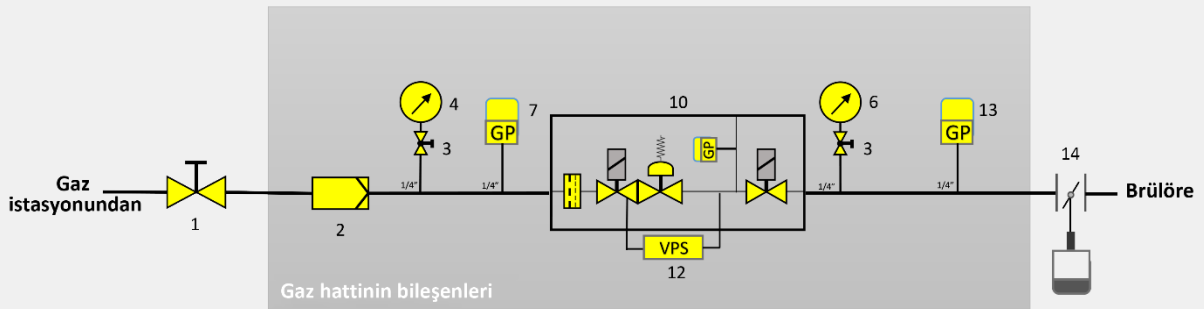 4
7
10
6
13
GP
GP
GP
3
3
14
Gaz
istasyonundan
1/4"
1/4"
1/4"
1/4"
Brülöre
1
2
VPS
12
Gaz hattinin bileşenleri